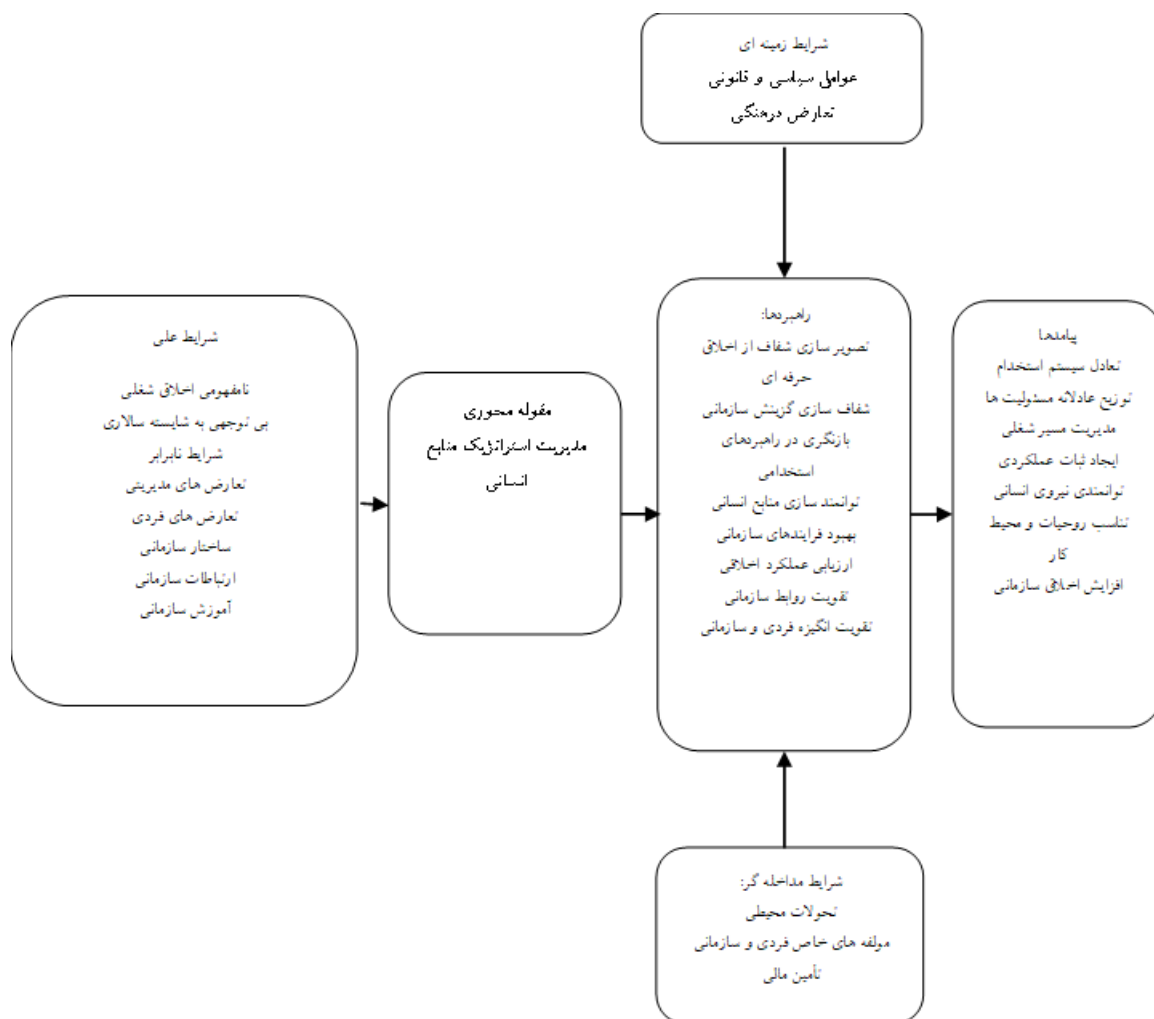 شرایط زمینه ای
عوامل سیاسی و قانونی
تعارض درهنگی
شرایط علی
نامفهومی اخلاق شغلی
بی توجهی به شایسته سالاری
شرایط نابرابر
تعارض های مدیریتی
تعارض های فردی
ساختار سازمانی
ارتباطات سازمانی
آموزش سازمانی
مقوله محوری
مدیریت استراتژیک منابع
انسانی
راهبردها:
تصویر سازی شفاف از اخلاق
حرفه ای
شفاف سازی گزینش سازمانی
بازنگری در راهبردهای
استخدامی
توانمند سازی منابع انسانی
بهبود فرایندهای سازمانی
ارزیابی عملکرد اخلاقی
تقویت روابط سازمانی
تقویت انگیزه فردی و سازمانی
پیامدها
تعادل سیستم استخدام
توزیع عادلانه مسئولیت ها
مدیریت مسیر شغلی
ایجاد ثبات عملکردی
توانمندی نیروی انسانی
تناسب روحیات و محیط
کار
افزایش اخلاق سازمانی
شرایط مداخله گر:
تحولات محیطی
مولفه های خاص فردی و سازمانی
تأمین مالی